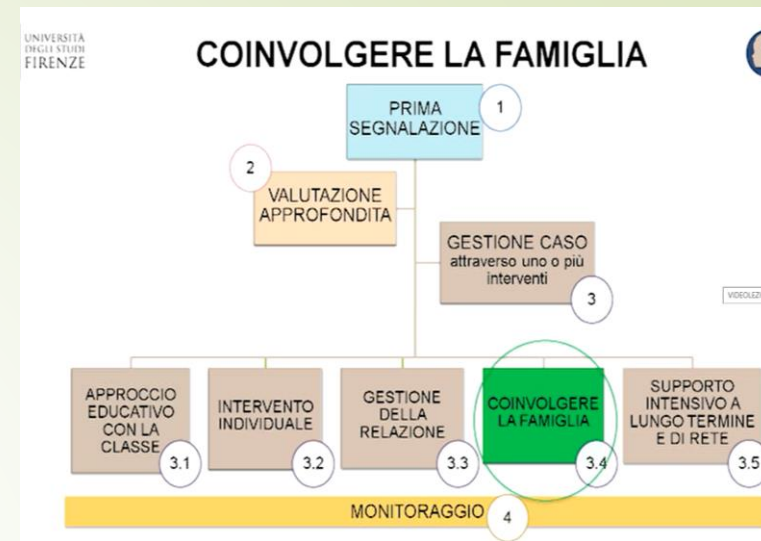 UNIVERSITÀ
DEGLI STUDI
FIRENZE
COINVOLGERE LA FAMIGLIA
PRIMA
SEGNALAZIONE
1
2
VALUTAZIONE
APPROFONDITA
GESTIONE CASO
attraverso uno o più
interventi
3
APPROCCIO
EDUCATIVO
CON LA
CLASSE
3.1
INTERVENTO
INDIVIDUALE
3.2
GESTIONE
DELLA
RELAZIONE
3.3
COINVOLGERE
LA FAMIGLIA
3.4
SUPPORTO
INTENSIVO A
LUNGO TERMINE
E DI RETE
3.5
MONITORAGGIO
4